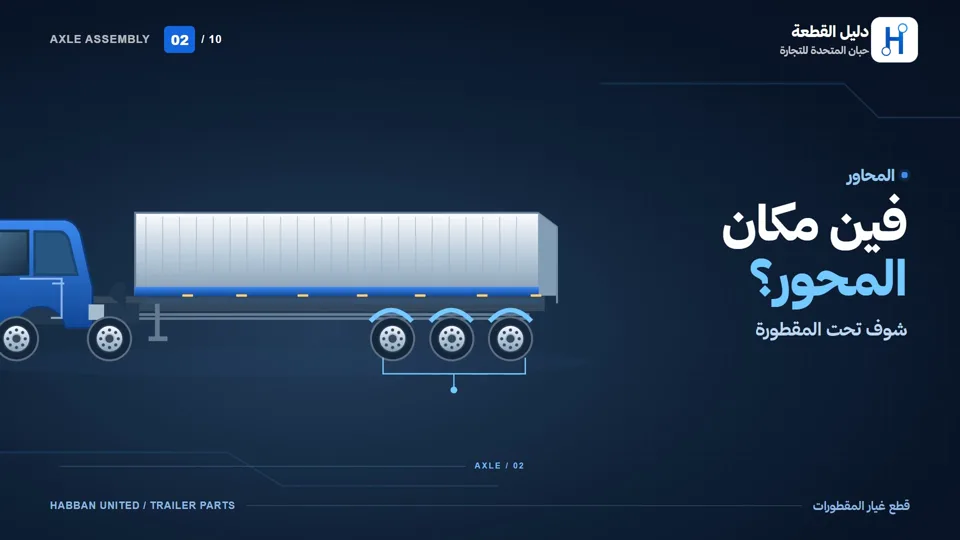 AXLE ASSEMBLY 02 / 10
دليل القطعة
حبان المتحدة للتجارة
المحاور
فين مكان
المحور؟
شوف تحت المقطورة
AXLE / 02
HABBAN UNITED / TRAILER PARTS
قطع غيار المقطورات